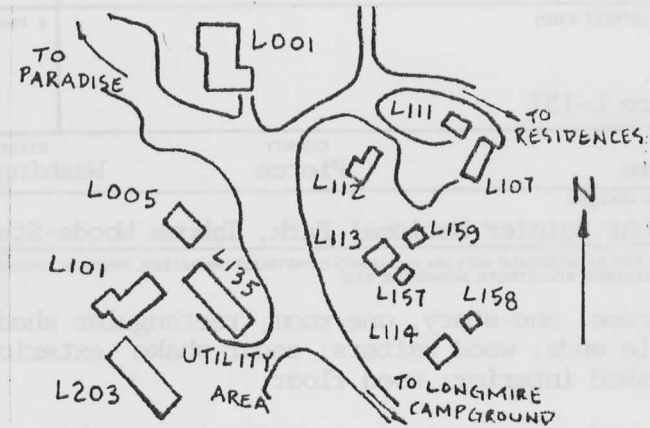 L001
TO
PARADISE
L111
TO
RESIDENCES
L112
L107
N
L005
L113
L159
L135
L101
L157
L158
L114
UTILITY
AREA
L203
TO LONGMIRE
CAMPGROUND